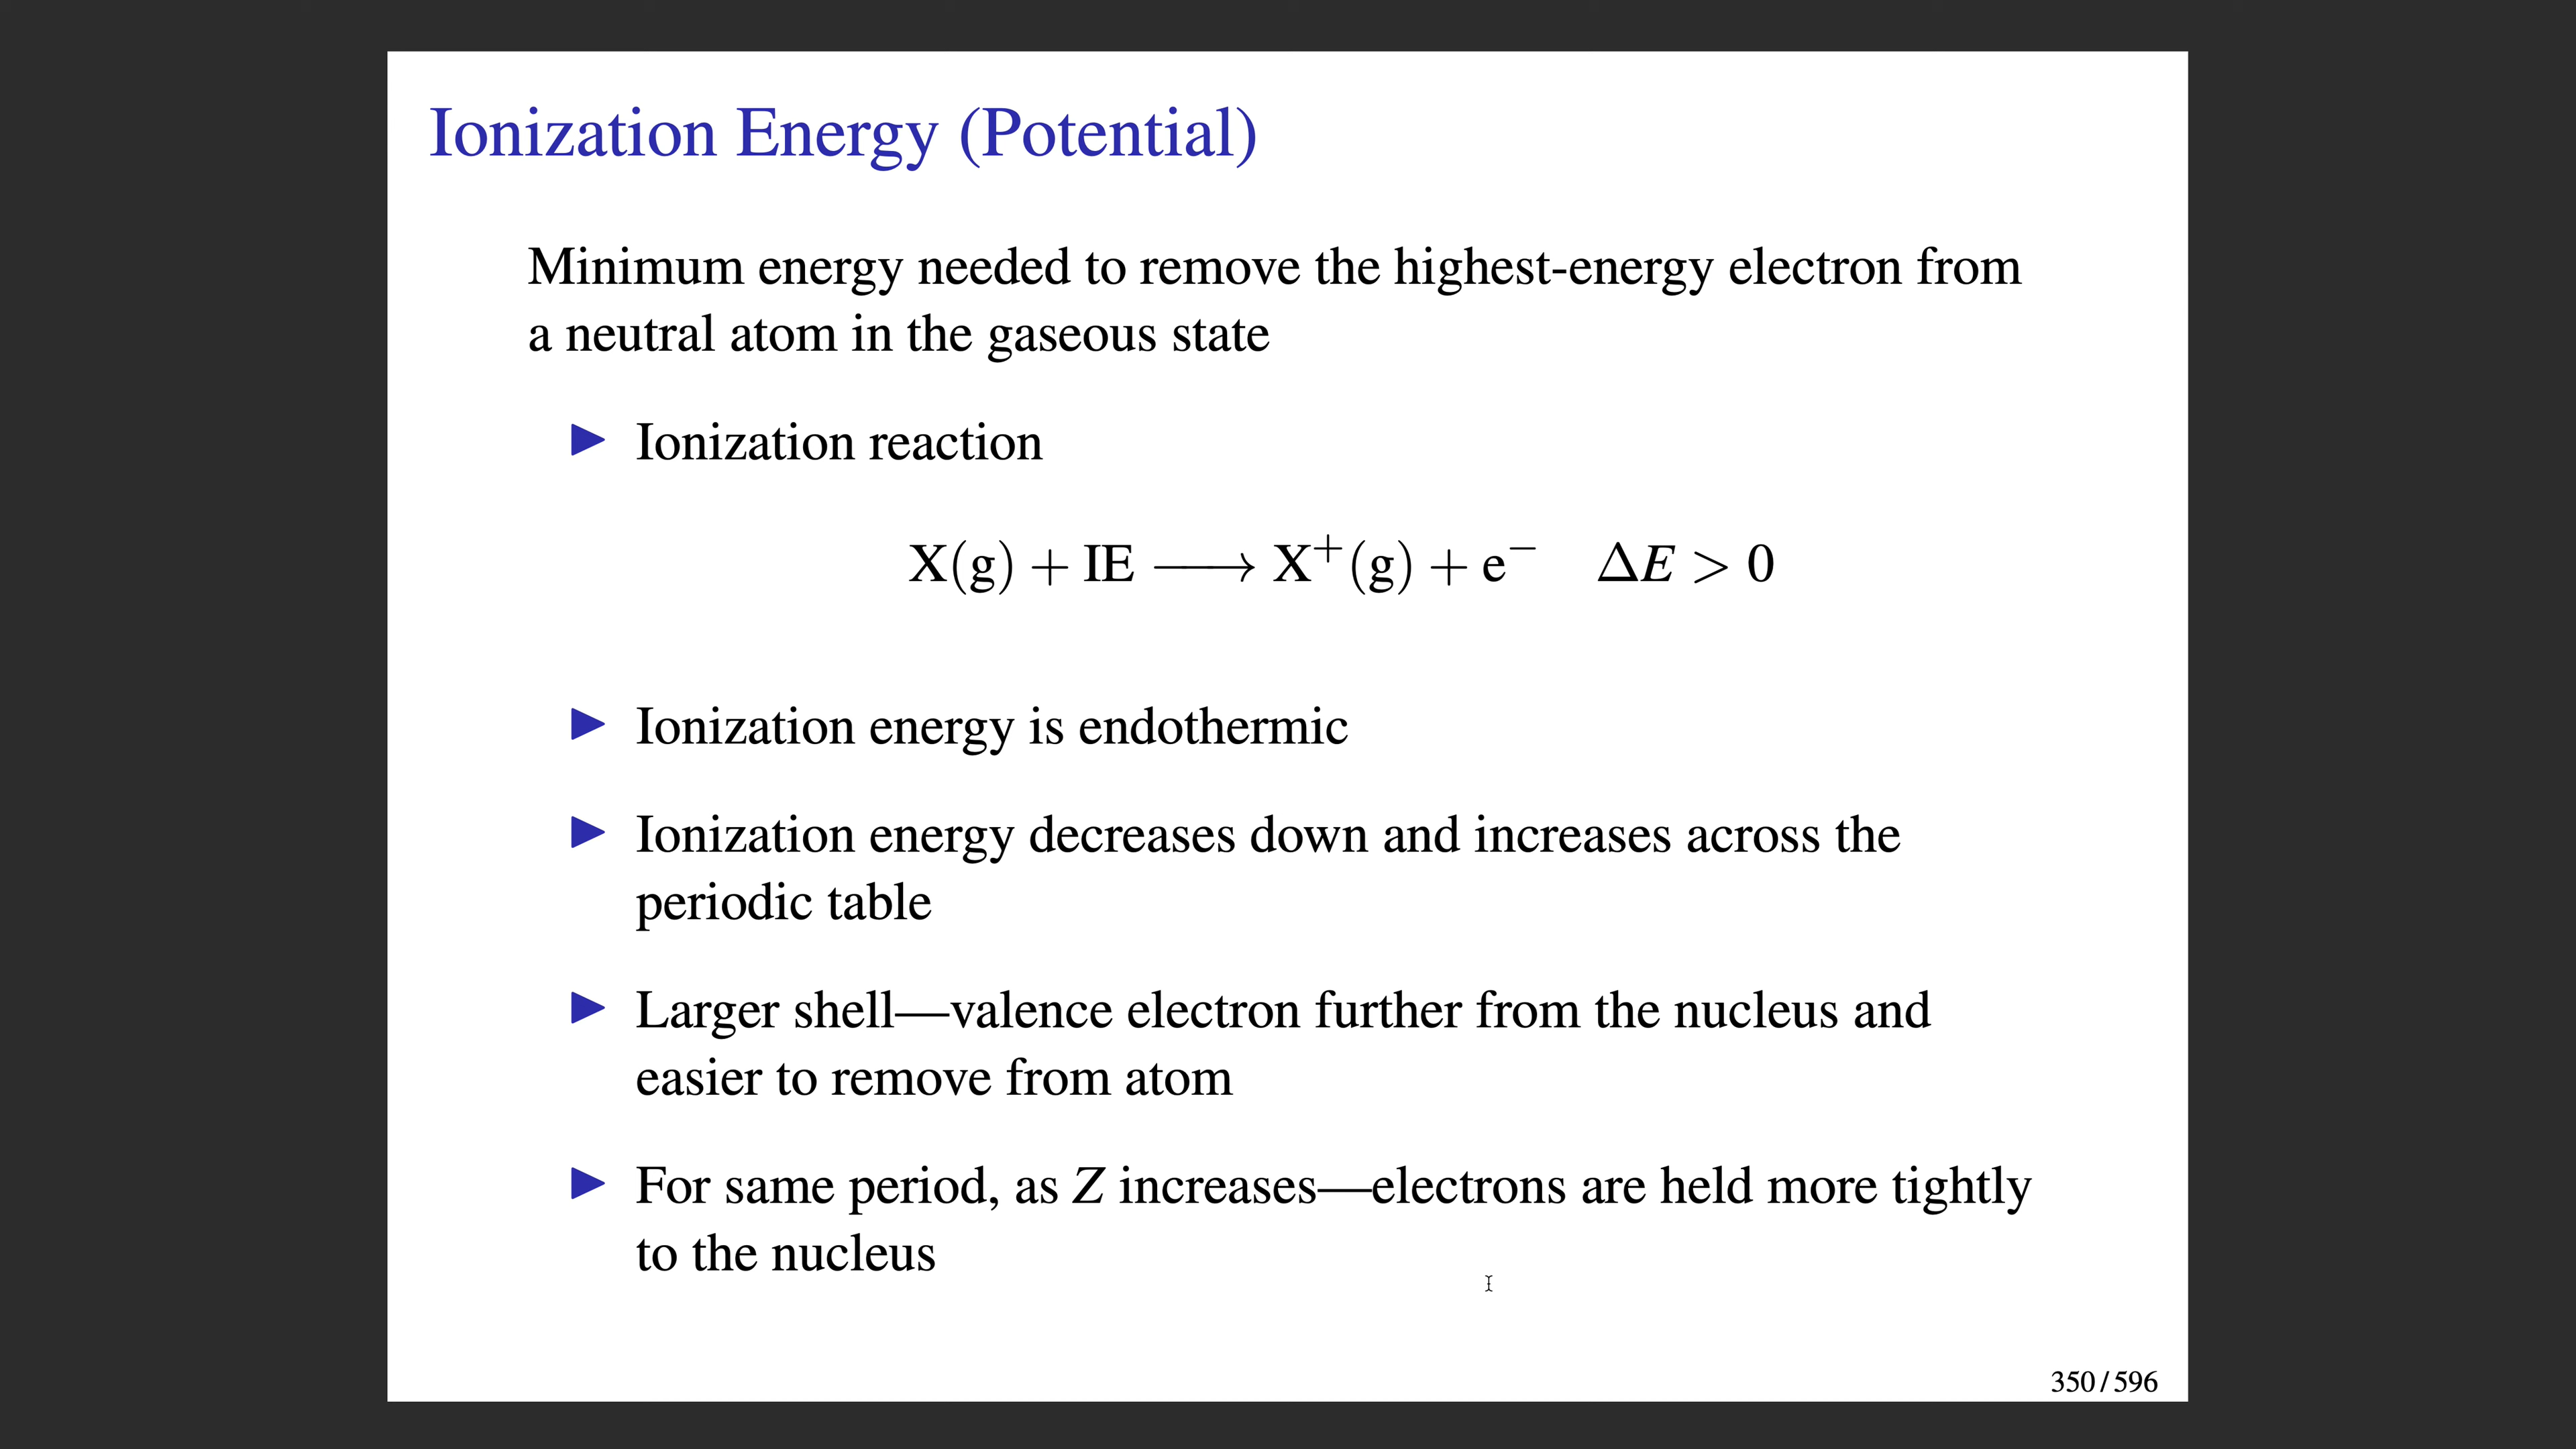 Ionization Energy (Potential)
Minimum energy needed to remove the highest-energy electron from
a neutral atom in the gaseous state
▶ Ionization reaction
X(g) + IE ⟶ X⁺(g) + e⁻ ΔE > 0
▶ Ionization energy is endothermic
▶ Ionization energy decreases down and increases across the
periodic table
▶ Larger shell—valence electron further from the nucleus and
easier to remove from atom
▶ For same period, as Z increases—electrons are held more tightly
to the nucleus
350 / 596